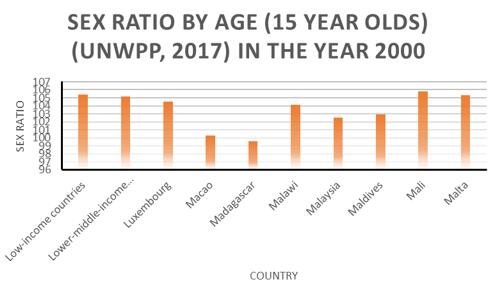 SEX RATIO BY AGE (15 YEAR OLDS)
(UNWPP, 2017) IN THE YEAR 2000
SEX RATIO
107
106
105
104
103
102
101
100
99
98
97
96
Low-income countries
Lower-middle-income...
Luxembourg
Macao
Madagascar
Malawi
Malaysia
Maldives
Mali
Malta
COUNTRY